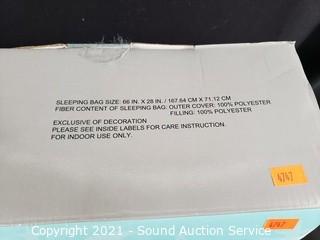 SLEEPING BAG SIZE: 66 IN. X 28 IN. / 167.64 CM X 71.12 CM
FIBER CONTENT OF SLEEPING BAG: OUTER COVER: 100% POLYESTER
FILLING: 100% POLYESTER
EXCLUSIVE OF DECORATION
PLEASE SEE INSIDE LABELS FOR CARE INSTRUCTION.
FOR INDOOR USE ONLY.
4747
4747
Copyright © 2021 - Sound Auction Service